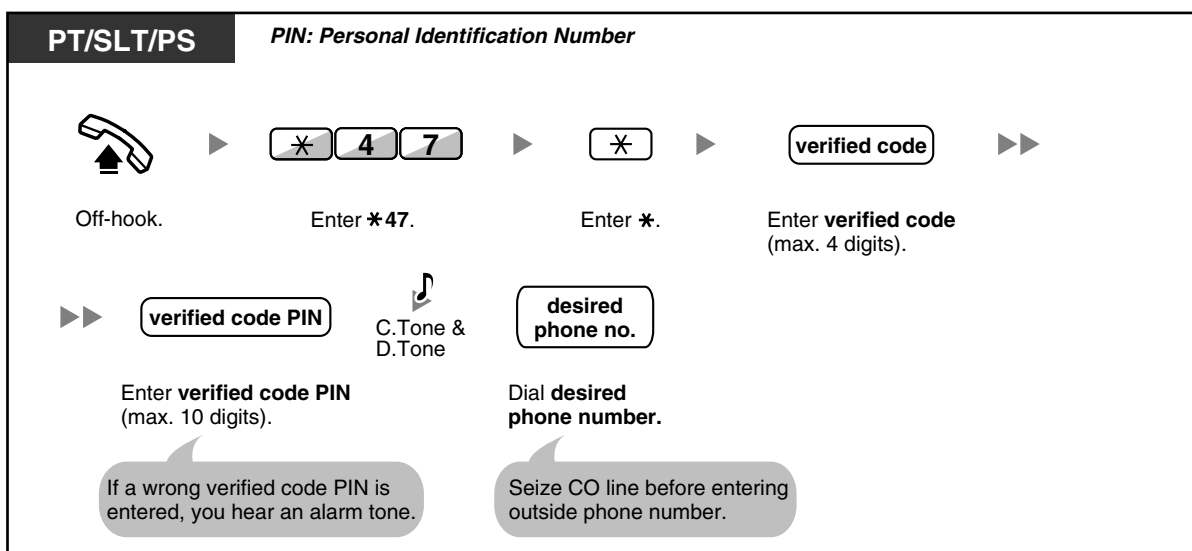 PT/SLT/PS
PIN: Personal Identification Number
* 4 7
*
verified code
Off-hook.
Enter *47.
Enter *.
Enter verified code
(max. 4 digits).
verified code PIN
C.Tone &
D.Tone
desired
phone no.
Enter verified code PIN
(max. 10 digits).
Dial desired
phone number.
If a wrong verified code PIN is
entered, you hear an alarm tone.
Seize CO line before entering
outside phone number.